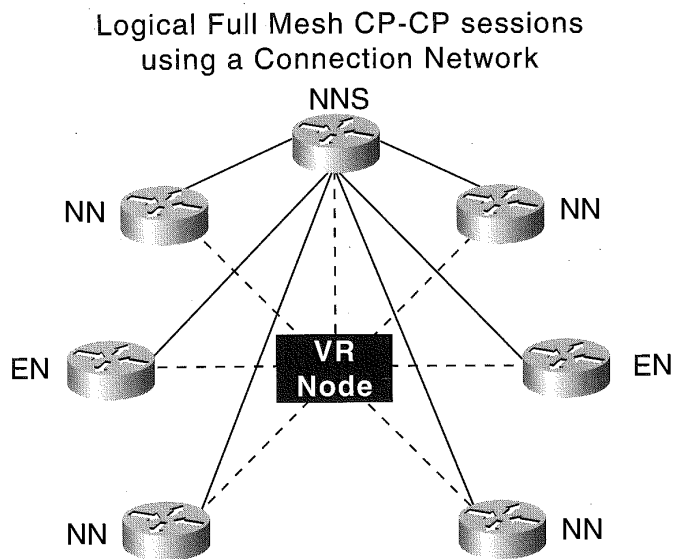 Logical Full Mesh CP-CP sessions
using a Connection Network
NNS
NN
NN
EN
VR
Node
EN
NN
NN